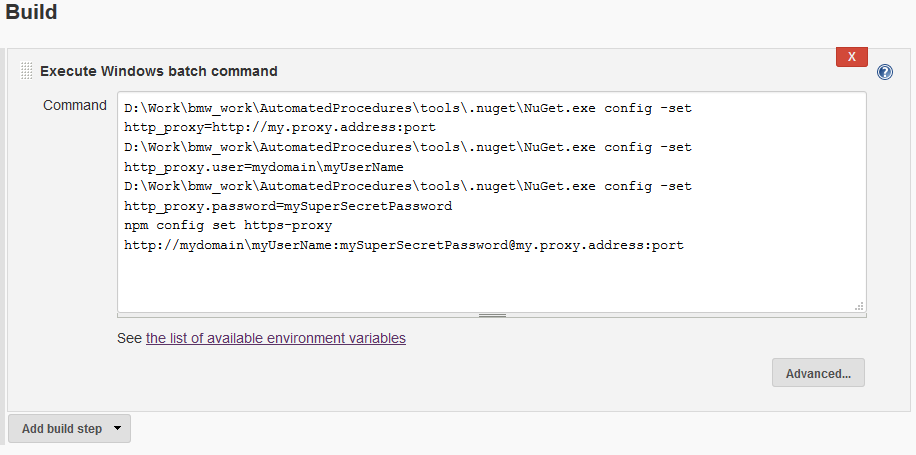 Build
Execute Windows batch command
X
?
Command
D:\Work\bmw_work\AutomatedProcedures\tools\.nuget\NuGet.exe config -set
http_proxy=http://my.proxy.address:port
D:\Work\bmw_work\AutomatedProcedures\tools\.nuget\NuGet.exe config -set
http_proxy.user=mydomain\myUserName
D:\Work\bmw_work\AutomatedProcedures\tools\.nuget\NuGet.exe config -set
http_proxy.password=mySuperSecretPassword
npm config set https-proxy
http://mydomain\myUserName:mySuperSecretPassword@my.proxy.address:port
See the list of available environment variables
Advanced...
Add build step